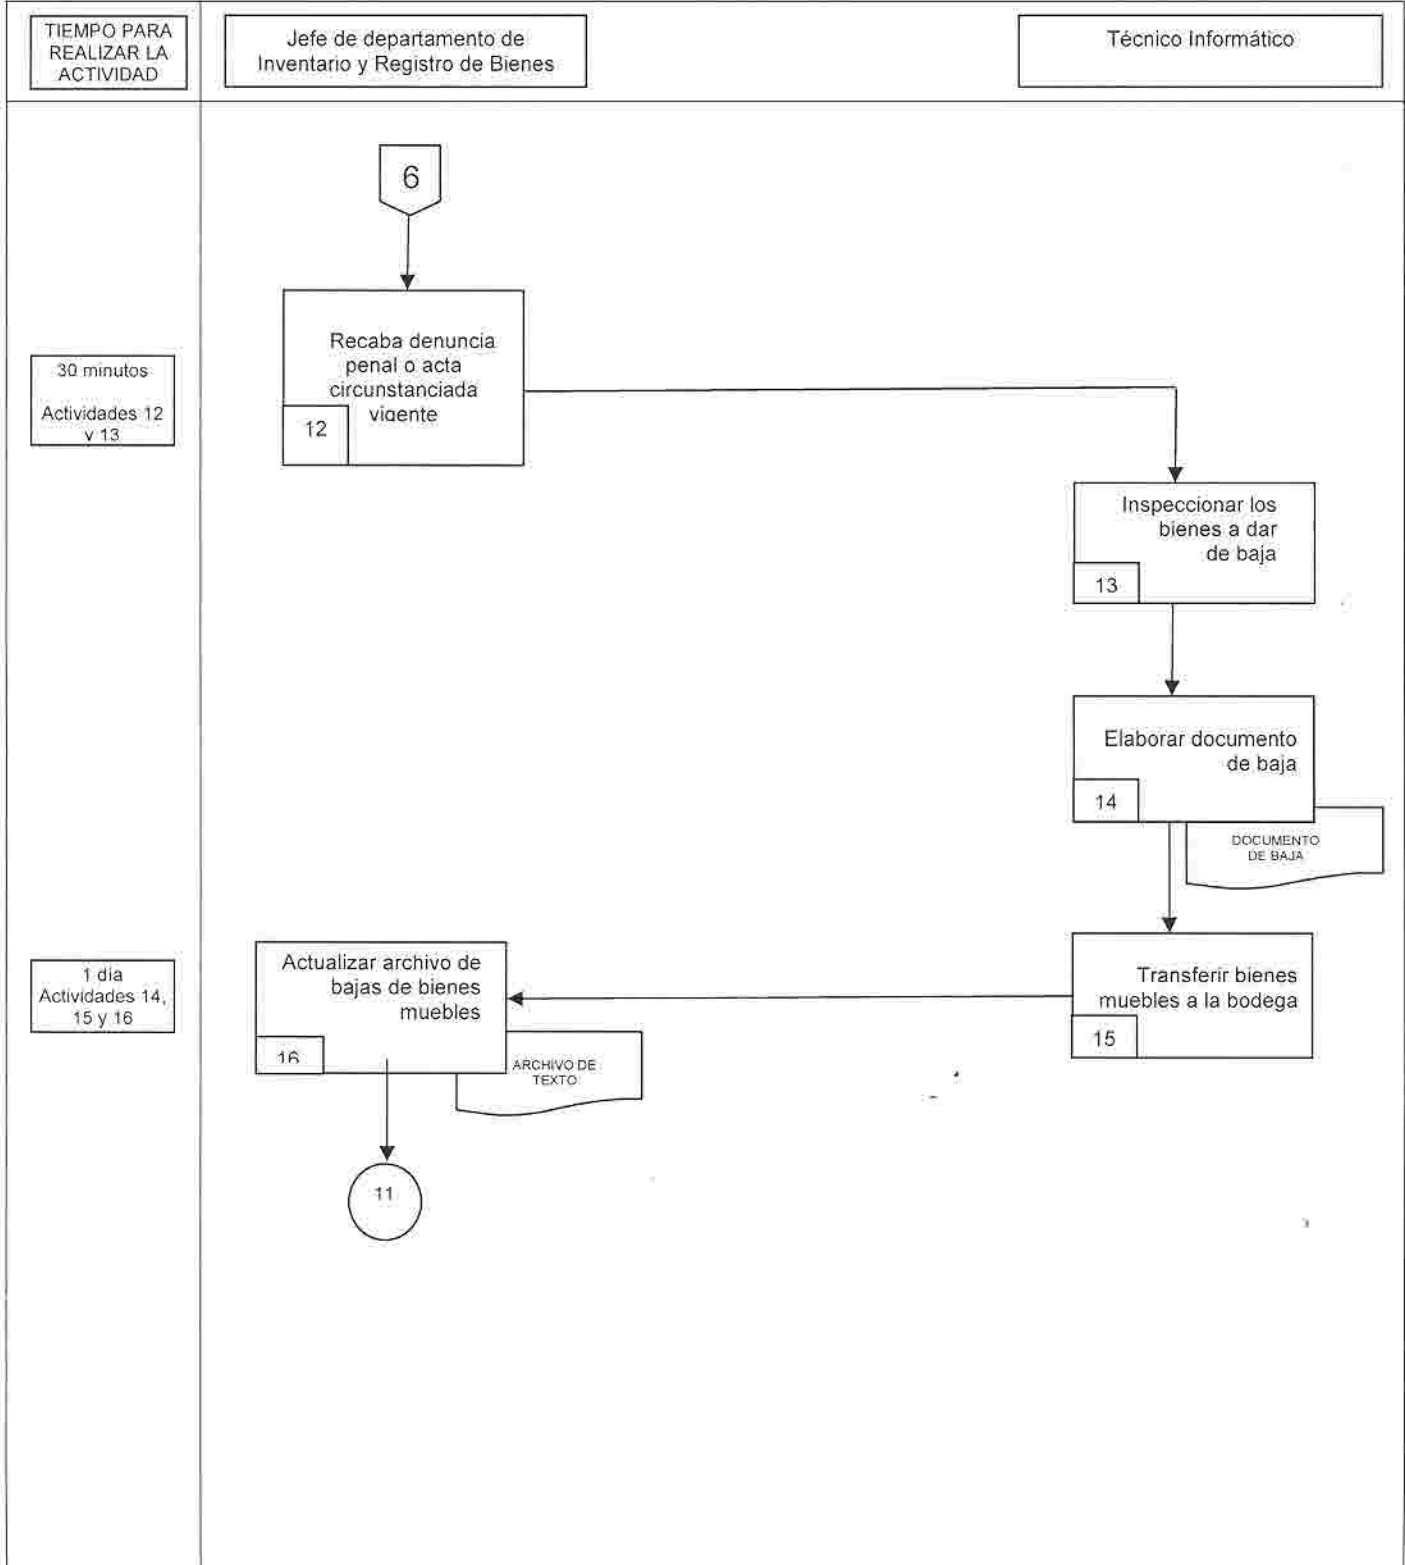 TIEMPO PARA
REALIZAR LA
ACTIVIDAD
Jefe de departamento de
Inventario y Registro de Bienes
Técnico Informático
6
Recaba denuncia
penal o acta
circunstanciada
vigente
12
30 minutos
Actividades 12
y 13
Inspeccionar los
bienes a dar
de baja
13
Elaborar documento
de baja
14
DOCUMENTO
DE BAJA
1 día
Actividades 14,
15 y 16
Actualizar archivo de
bajas de bienes
muebles
16
ARCHIVO DE
TEXTO
Transferir bienes
muebles a la bodega
15
11